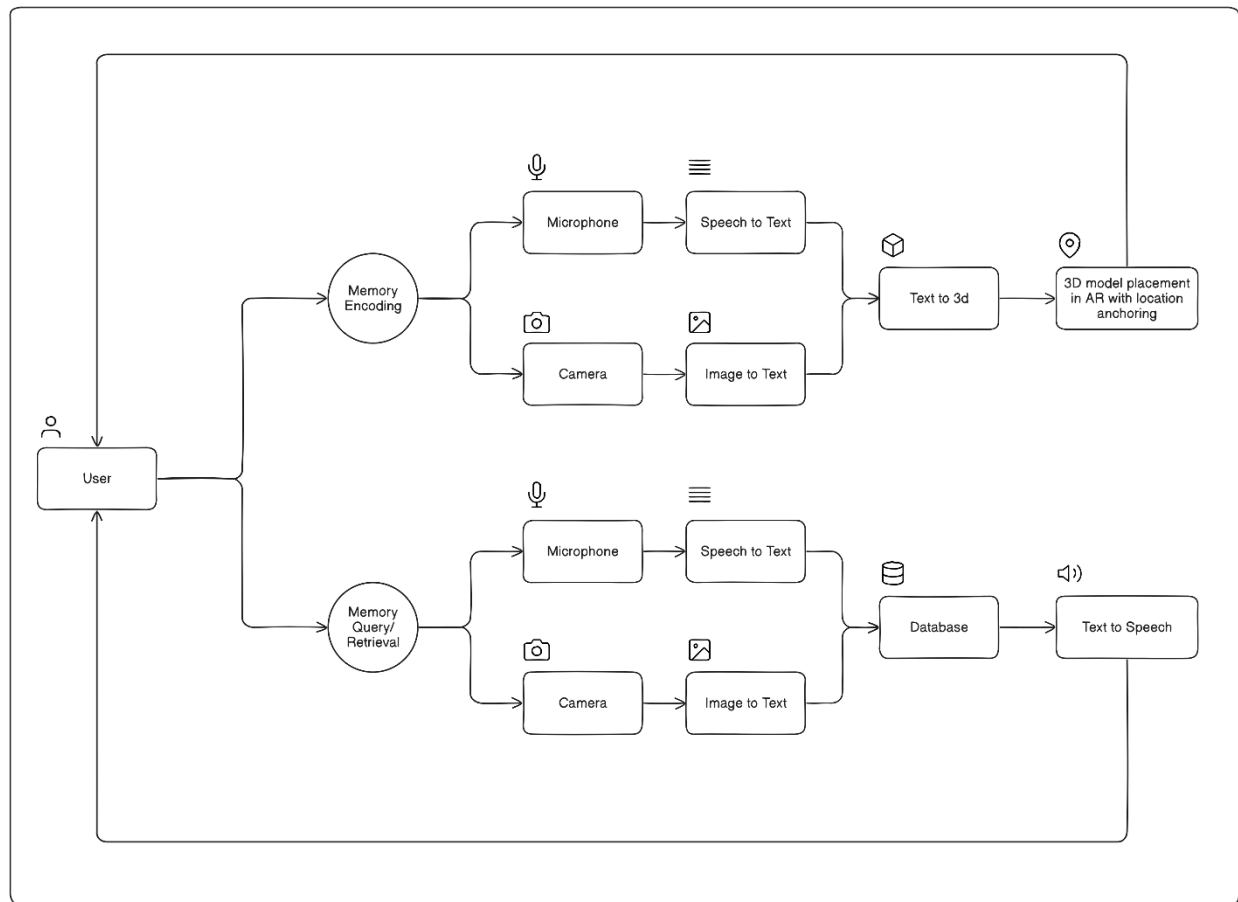 Microphone
Speech to Text
Memory
Encoding
Text to 3d
3D model placement
in AR with location
anchoring
Camera
Image to Text
User
Microphone
Speech to Text
Memory
Query/
Retrieval
Database
Text to Speech
Camera
Image to Text